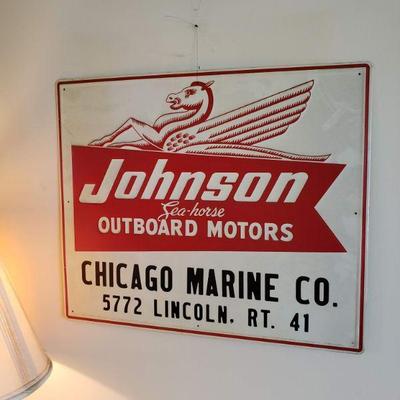 Johnson
Sea-horse
OUTBOARD MOTORS
CHICAGO MARINE CO.
5772 LINCOLN, RT. 41